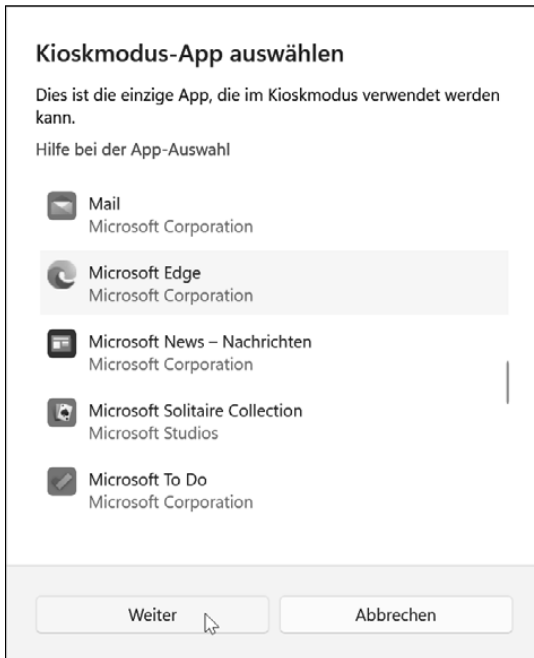 Kioskmodus-App auswählen
Dies ist die einzige App, die im Kioskmodus verwendet werden
kann.
Hilfe bei der App-Auswahl
Mail
Microsoft Corporation
Microsoft Edge
Microsoft Corporation
Microsoft News – Nachrichten
Microsoft Corporation
Microsoft Solitaire Collection
Microsoft Studios
Microsoft To Do
Microsoft Corporation
Weiter
Abbrechen